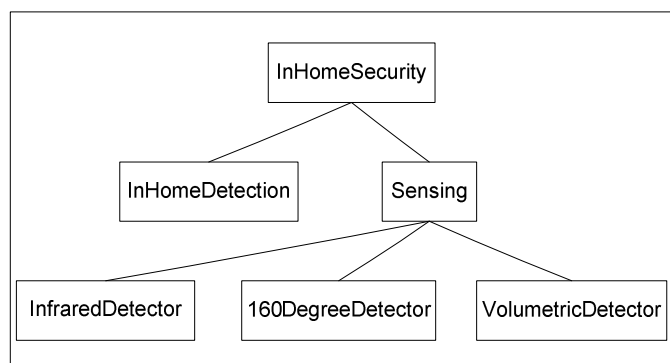 InHomeSecurity
InHomeDetection
Sensing
InfraredDetector
160DegreeDetector
VolumetricDetector